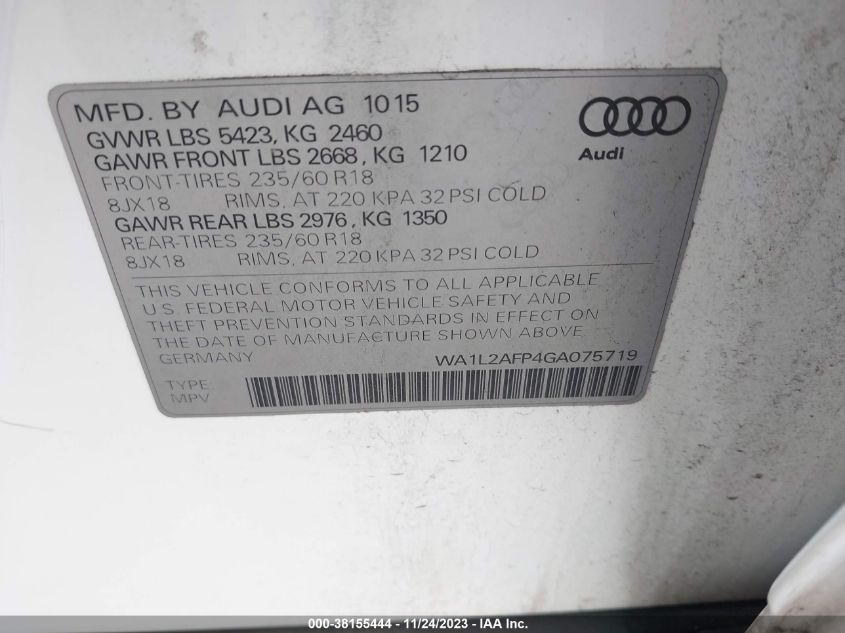 MFD. BY AUDI AG 10 15
GVWR LBS 5423, KG 2460
GAWR FRONT LBS 2668, KG 1210
FRONT-TIRES 235/60 R18
8JX18 RIMS, AT 220 KPA 32 PSI COLD
GAWR REAR LBS 2976, KG 1350
REAR-TIRES 235/60 R18
8JX18 RIMS, AT 220 KPA 32 PSI COLD
Audi
THIS VEHICLE CONFORMS TO ALL APPLICABLE
U.S. FEDERAL MOTOR VEHICLE SAFETY AND
THEFT PREVENTION STANDARDS IN EFFECT ON
THE DATE OF MANUFACTURE SHOWN ABOVE.
GERMANY WA1L2AFP4GA075719
TYPE:
MPV
000-38155444 - 11/24/2023 - IAA Inc.